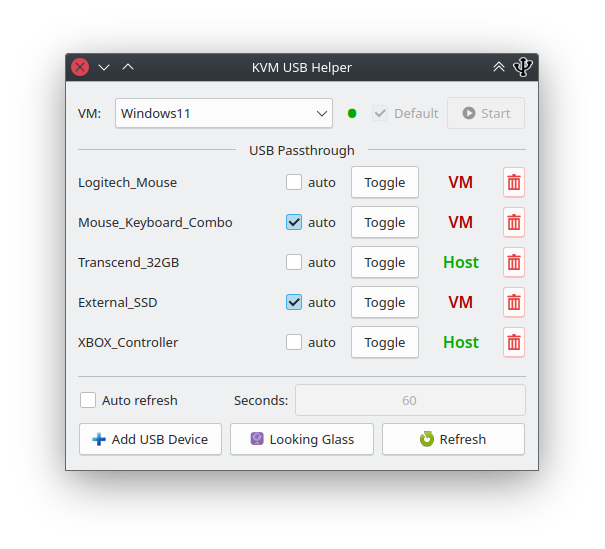 KVM USB Helper
VM: Windows11 Default Start
USB Passthrough
Logitech_Mouse auto Toggle VM
Mouse_Keyboard_Combo auto Toggle VM
Transcend_32GB auto Toggle Host
External_SSD auto Toggle VM
XBOX_Controller auto Toggle Host
Auto refresh Seconds: 60
Add USB Device Looking Glass Refresh